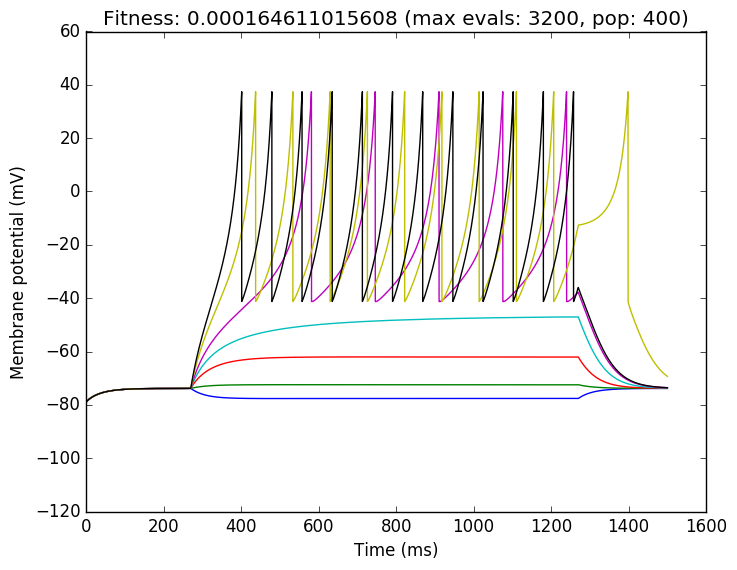 Fitness: 0.000164611015608 (max evals: 3200, pop: 400)
60
40
20
0
−20
−40
−60
−80
−100
−120
Membrane potential (mV)
0 200 400 600 800 1000 1200 1400 1600
Time (ms)